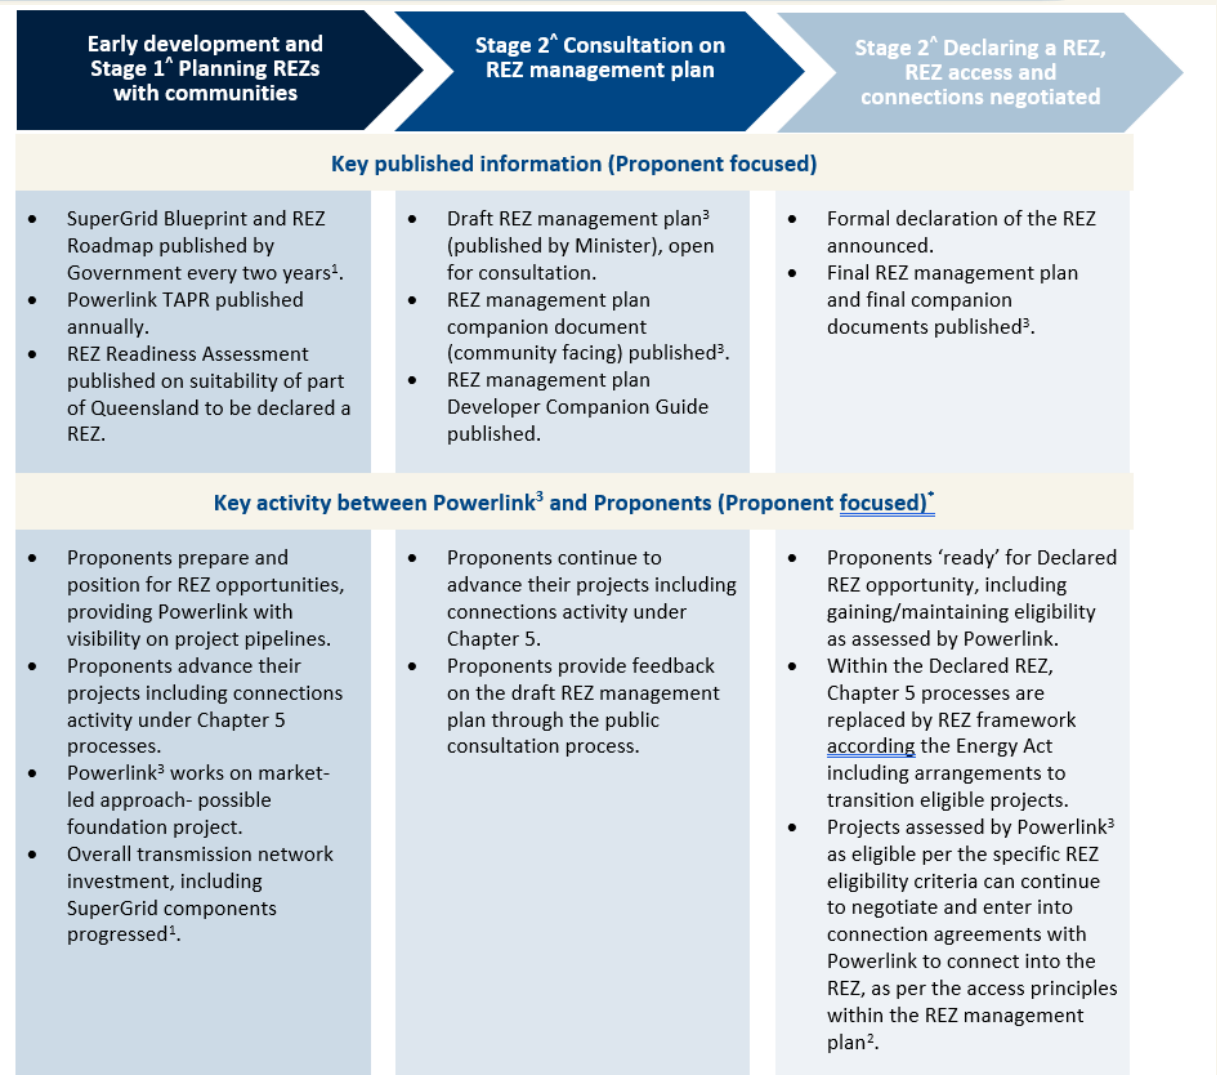 Early development and
Stage 1^ Planning REZs
with communities
Stage 2^ Consultation on
REZ management plan
Stage 2^ Declaring a REZ,
REZ access and
connections negotiated
Key published information (Proponent focused)
• SuperGrid Blueprint and REZ
Roadmap published by
Government every two years¹.
• Powerlink TAPR published
annually.
• REZ Readiness Assessment
published on suitability of part
of Queensland to be declared a
REZ.
• Draft REZ management plan³
(published by Minister), open
for consultation.
• REZ management plan
companion document
(community facing) published³.
• REZ management plan
Developer Companion Guide
published.
• Formal declaration of the REZ
announced.
• Final REZ management plan
and final companion
documents published³.
Key activity between Powerlink³ and Proponents (Proponent focused)*
• Proponents prepare and
position for REZ opportunities,
providing Powerlink with
visibility on project pipelines.
• Proponents advance their
projects including connections
activity under Chapter 5
processes.
• Powerlink³ works on market-
led approach- possible
foundation project.
• Overall transmission network
investment, including
SuperGrid components
progressed¹.
• Proponents continue to
advance their projects including
connections activity under
Chapter 5.
• Proponents provide feedback
on the draft REZ management
plan through the public
consultation process.
• Proponents ‘ready’ for Declared
REZ opportunity, including
gaining/maintaining eligibility
as assessed by Powerlink.
• Within the Declared REZ,
Chapter 5 processes are
replaced by REZ framework
according the Energy Act
including arrangements to
transition eligible projects.
• Projects assessed by Powerlink³
as eligible per the specific REZ
eligibility criteria can continue
to negotiate and enter into
connection agreements with
Powerlink to connect into the
REZ, as per the access principles
within the REZ management
plan².